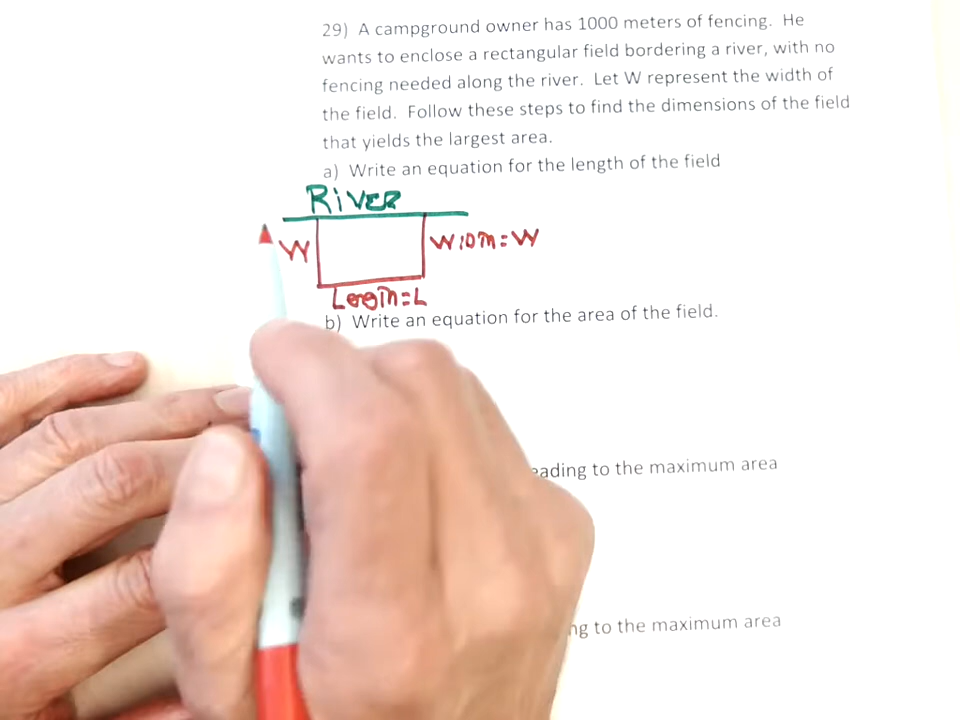 29) A campground owner has 1000 meters of fencing. He
wants to enclose a rectangular field bordering a river, with no
fencing needed along the river. Let W represent the width of
the field. Follow these steps to find the dimensions of the field
that yields the largest area.
a) Write an equation for the length of the field
RiVER
W
WIDTH=W
Length=L
b) Write an equation for the area of the field.
eading to the maximum area
ng to the maximum area